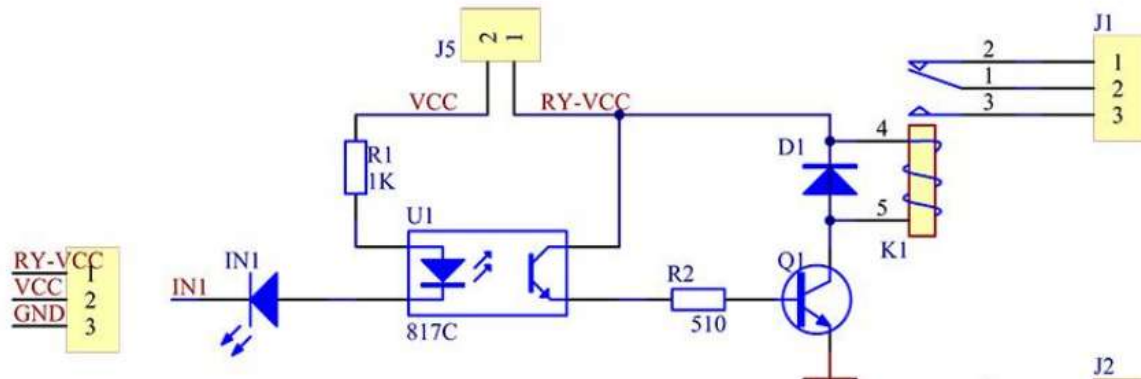 J1
J5
2 1
2
1
1
2
3
3
VCC
RY-VCC
R1
1K
D1
4
5
K1
U1
817C
RY-VCC
1
VCC
2
GND
3
IN1
IN1
R2
510
Q1
J2